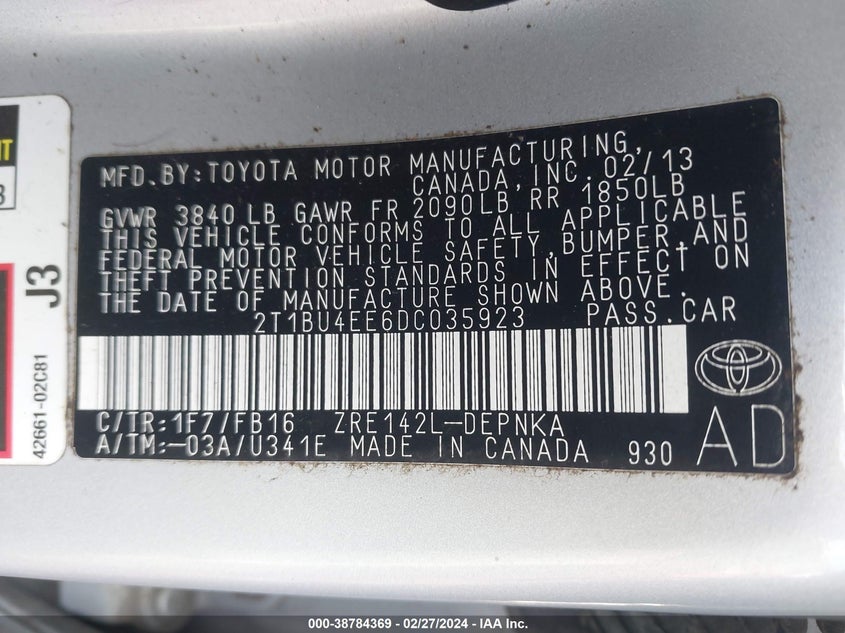 MFD.BY:TOYOTA MOTOR MANUFACTURING,
CANADA,INC.02/13
GVWR 3840 LB GAWR FR 2090LB RR 1850LB
THIS VEHICLE CONFORMS TO ALL APPLICABLE
FEDERAL MOTOR VEHICLE SAFETY,BUMPER,AND
THEFT PREVENTION STANDARDS IN EFFECT ON
THE DATE OF MANUFACTURE SHOWN ABOVE.
2T1BU4EE6DC035923 PASS.CAR
C/TR:1F7/FB16 ZRE142L-DEPNKA
A/TM:-03A/U341E MADE IN CANADA 930
AD
J3
42661-02C81
000-38784369 - 02/27/2024 - IAA Inc.